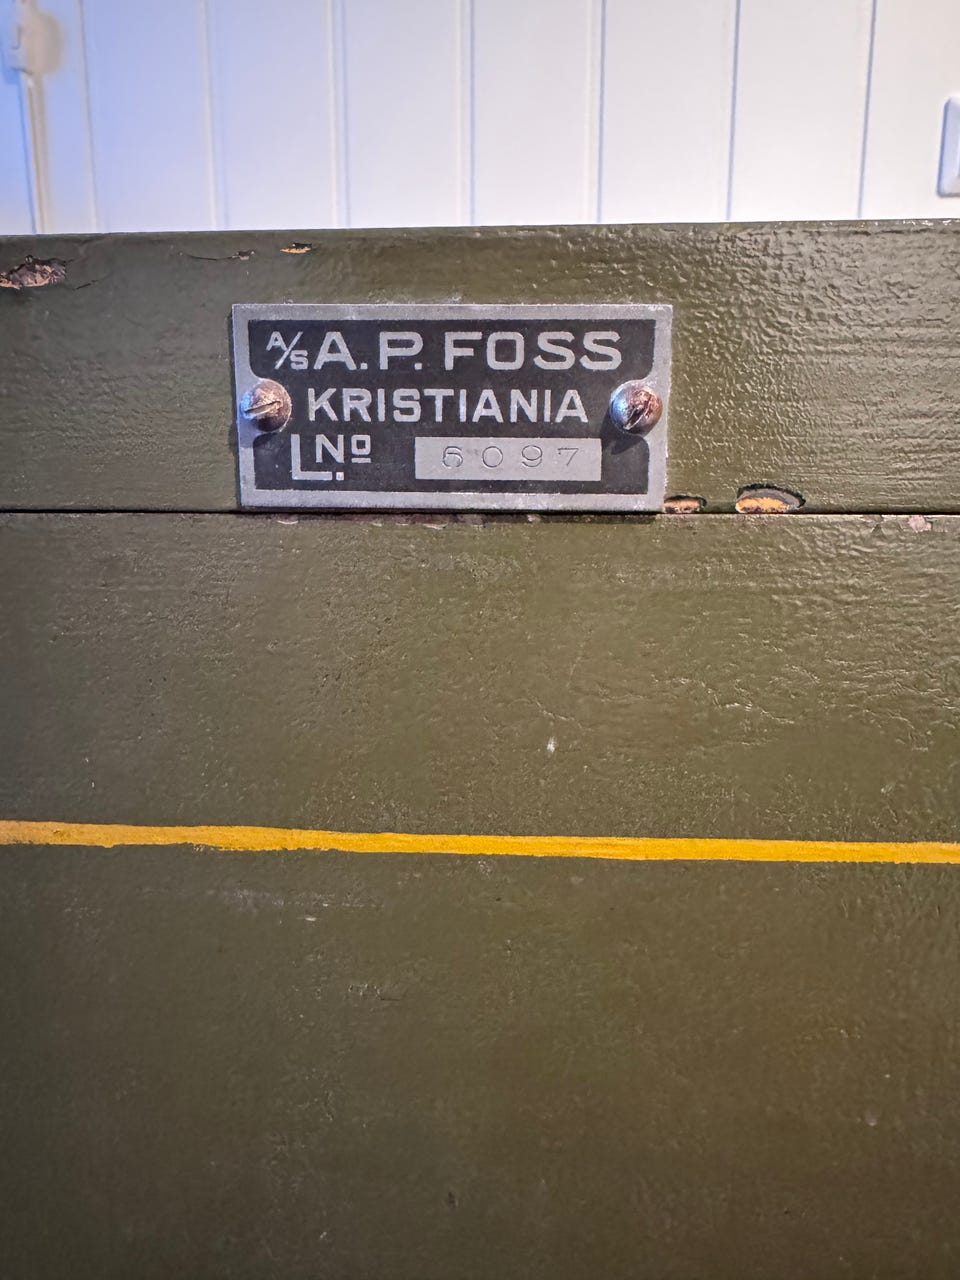 A/S A. P. FOSS
KRISTIANIA
L. No 6097